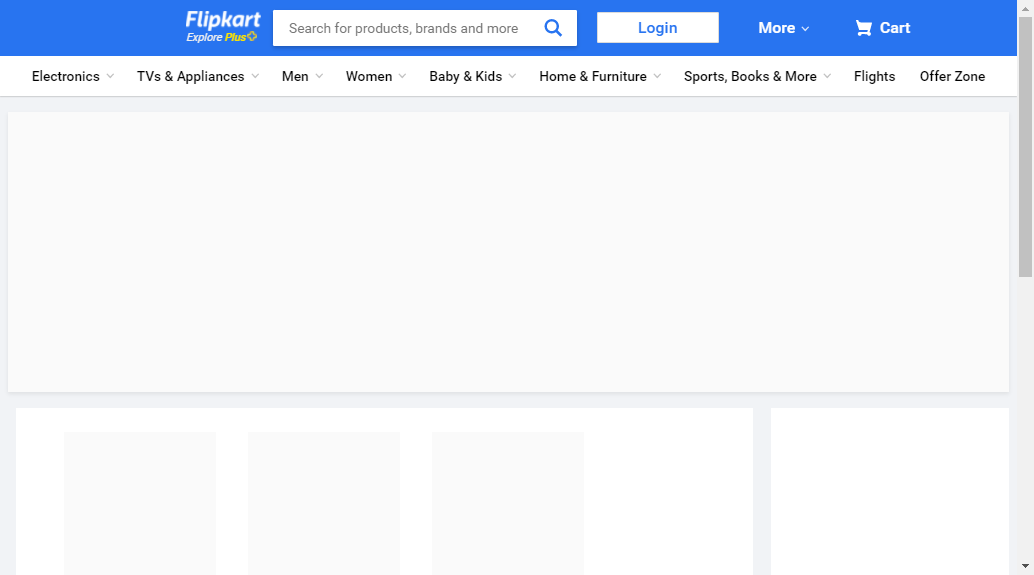 Flipkart
Explore Plus
Search for products, brands and more
Login
More
Cart
Electronics
TVs & Appliances
Men
Women
Baby & Kids
Home & Furniture
Sports, Books & More
Flights
Offer Zone